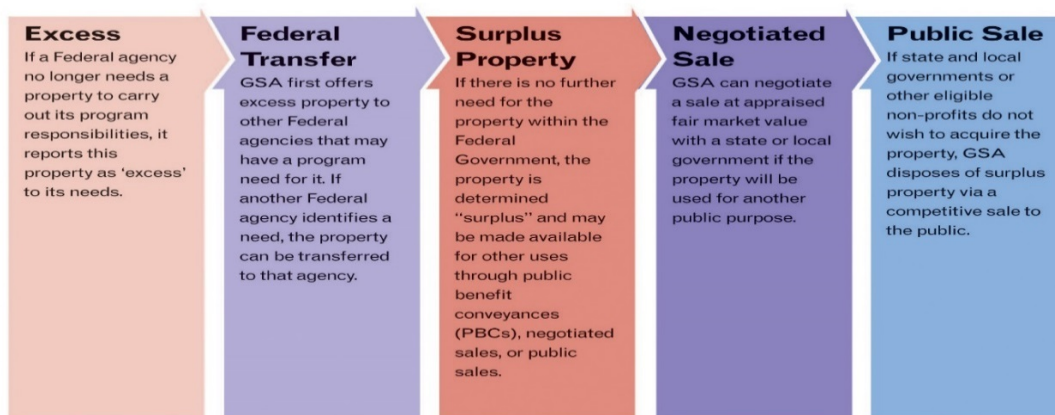 Excess
If a Federal agency
no longer needs a
property to carry
out its program
responsibilities, it
reports this
property as ‘excess’
to its needs.
Federal
Transfer
GSA first offers
excess property to
other Federal
agencies that may
have a program
need for it. If
another Federal
agency identifies a
need, the property
can be transferred
to that agency.
Surplus
Property
If there is no further
need for the
property within the
Federal
Government, the
property is
determined
“surplus” and may
be made available
for other uses
through public
benefit
conveyances
(PBCs), negotiated
sales, or public
sales.
Negotiated
Sale
GSA can negotiate
a sale at appraised
fair market value
with a state or local
government if the
property will be
used for another
public purpose.
Public Sale
If state and local
governments or
other eligible
non-profits do not
wish to acquire the
property, GSA
disposes of surplus
property via a
competitive sale to
the public.